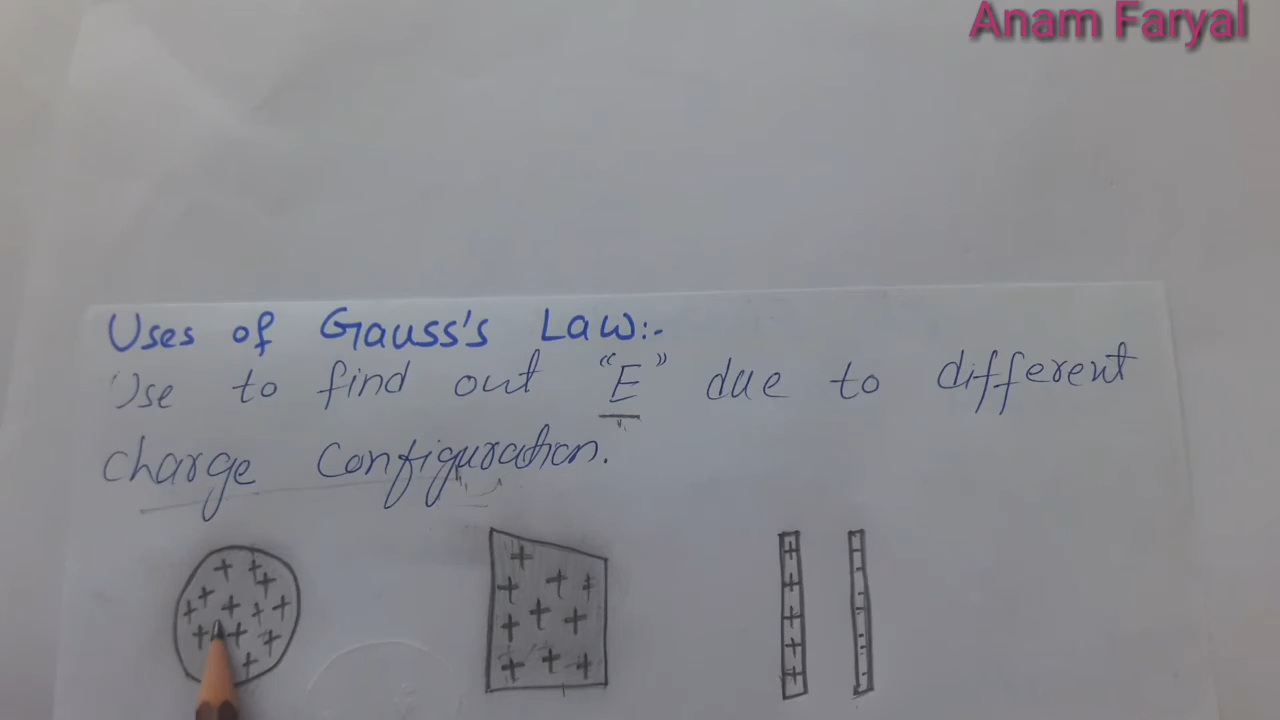 Anam Faryal
Uses of Gauss's Law:-
Use to find out "E" due to different
charge Configuration.